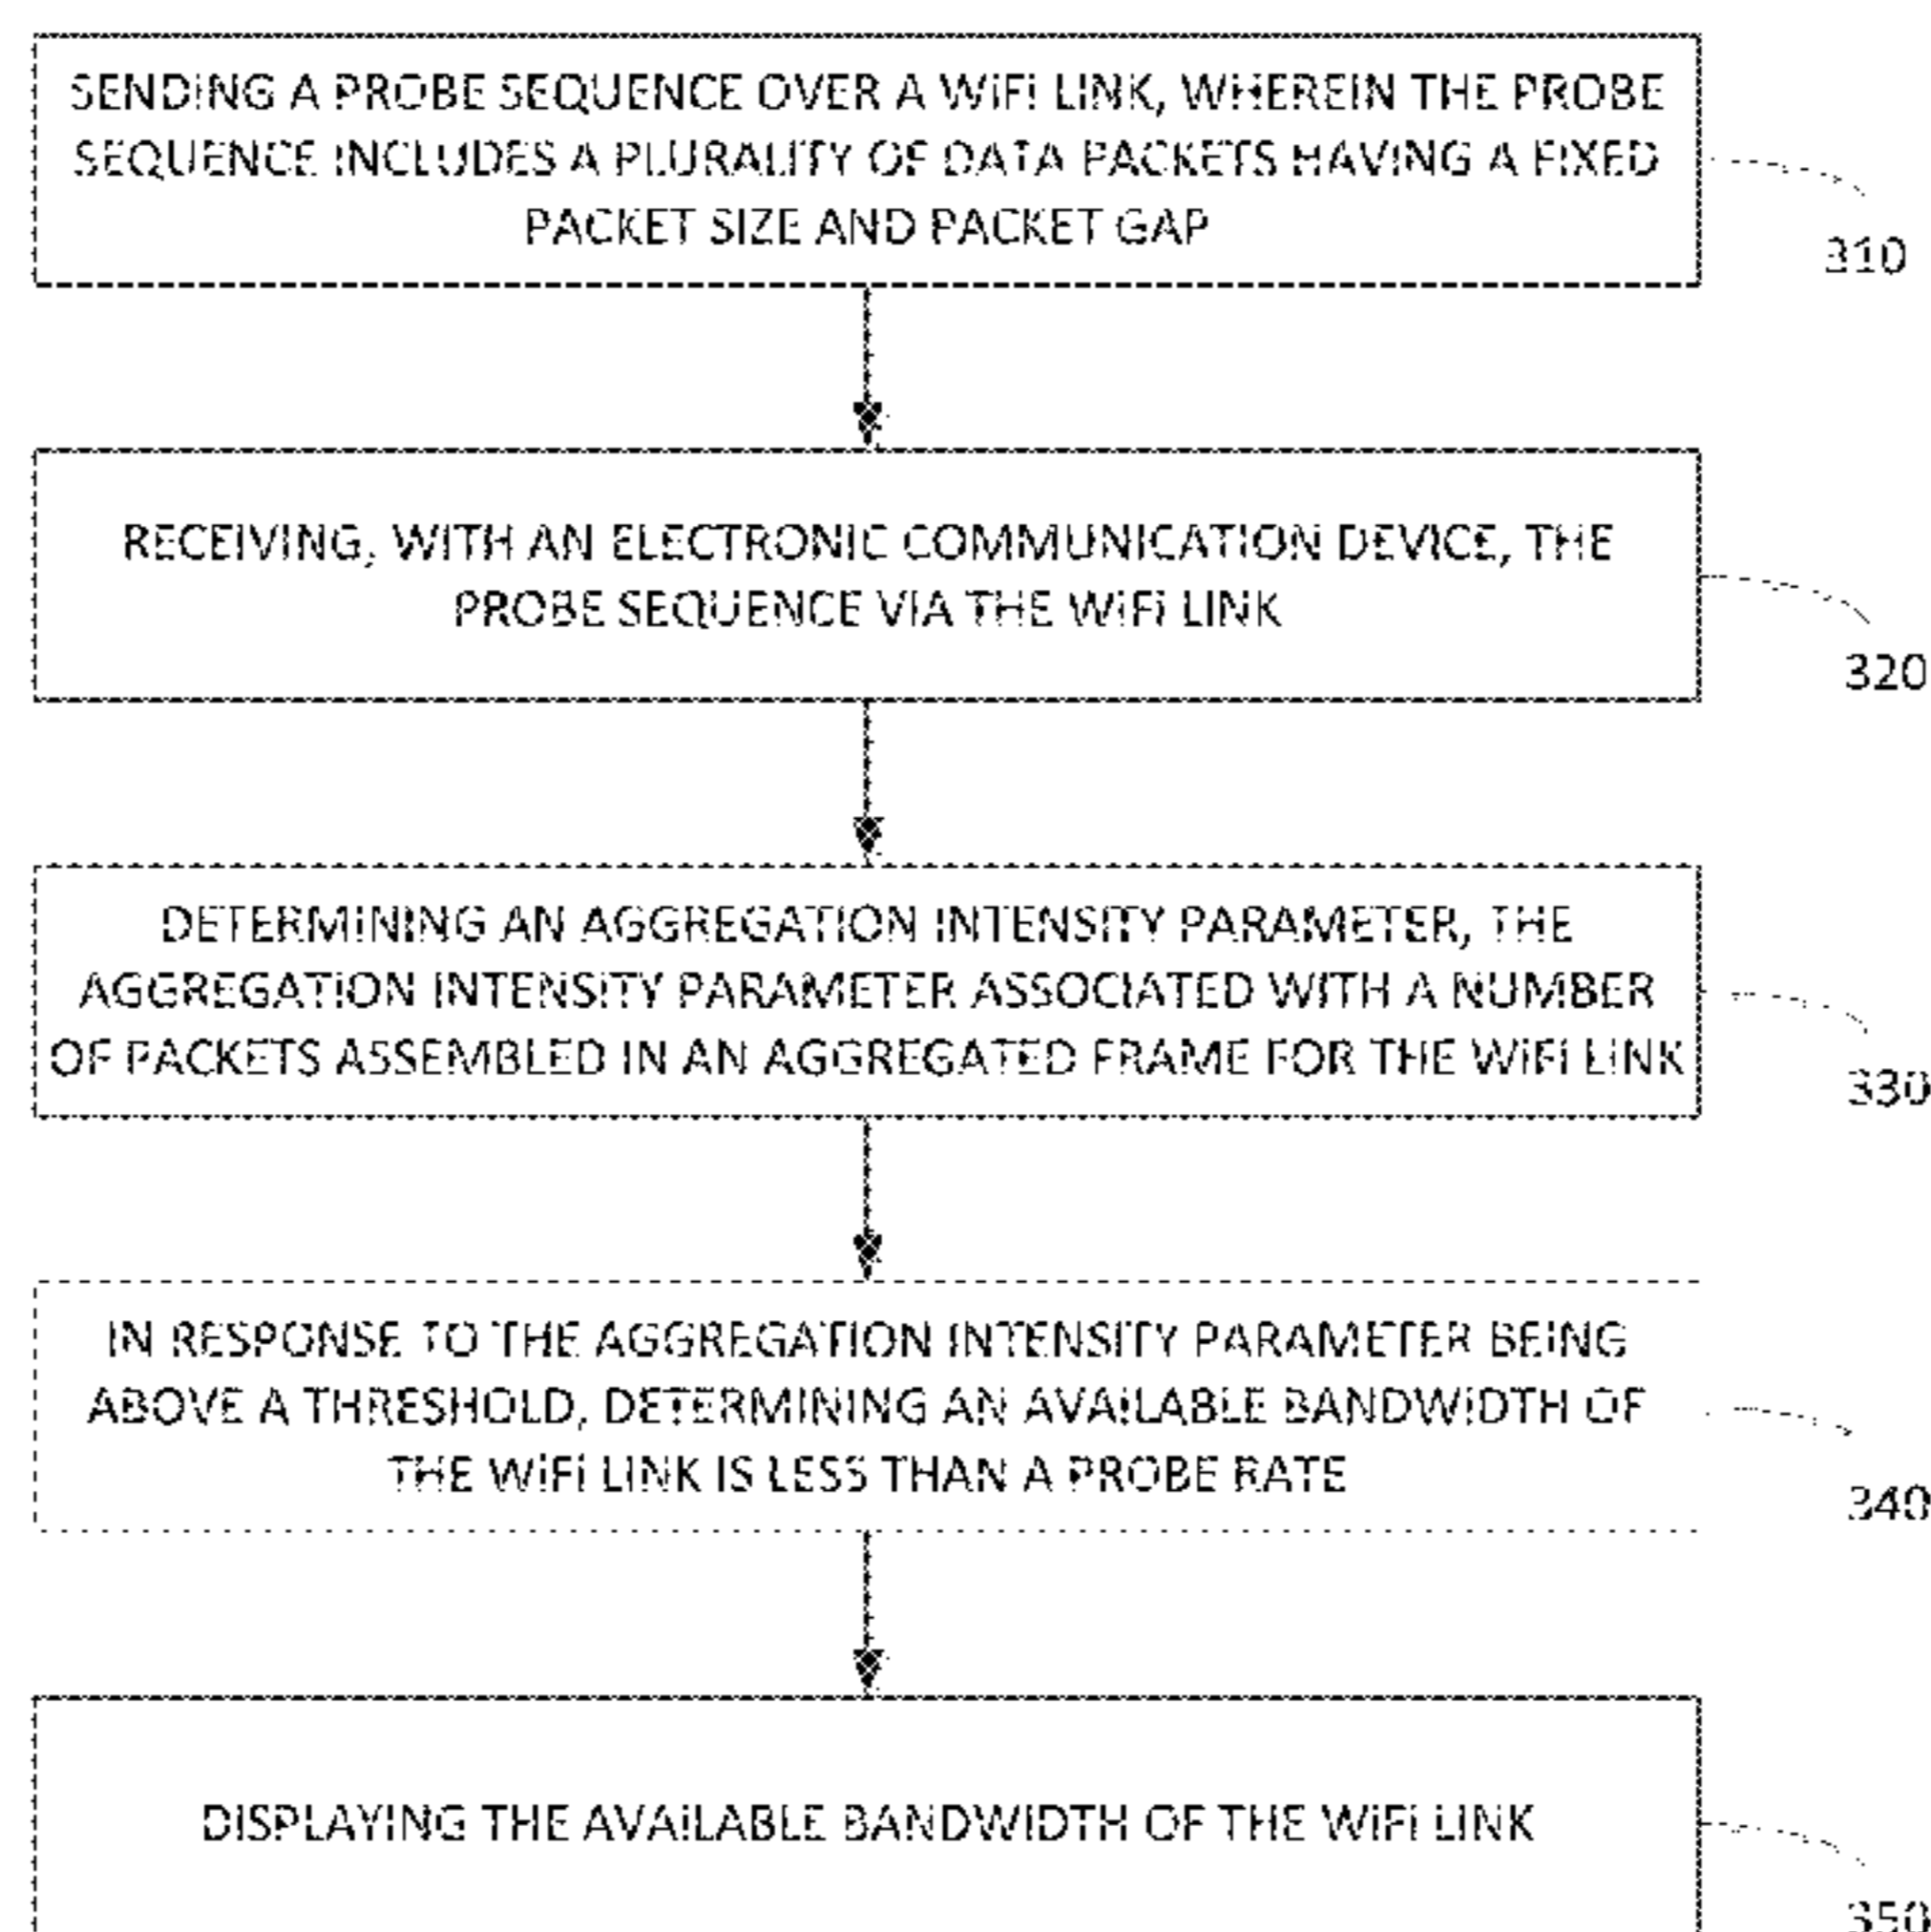 SENDING A PROBE SEQUENCE OVER A WiFi LINK, WHEREIN THE PROBE
SEQUENCE INCLUDES A PLURALITY OF DATA PACKETS HAVING A FIXED
PACKET SIZE AND PACKET GAP
310
RECEIVING, WITH AN ELECTRONIC COMMUNICATION DEVICE, THE
PROBE SEQUENCE VIA THE WiFi LINK
320
DETERMINING AN AGGREGATION INTENSITY PARAMETER, THE
AGGREGATION INTENSITY PARAMETER ASSOCIATED WITH A NUMBER
OF PACKETS ASSEMBLED IN AN AGGREGATED FRAME FOR THE WiFi LINK
330
IN RESPONSE TO THE AGGREGATION INTENSITY PARAMETER BEING
ABOVE A THRESHOLD, DETERMINING AN AVAILABLE BANDWIDTH OF
THE WiFi LINK IS LESS THAN A PROBE RATE
340
DISPLAYING THE AVAILABLE BANDWIDTH OF THE WiFi LINK
350